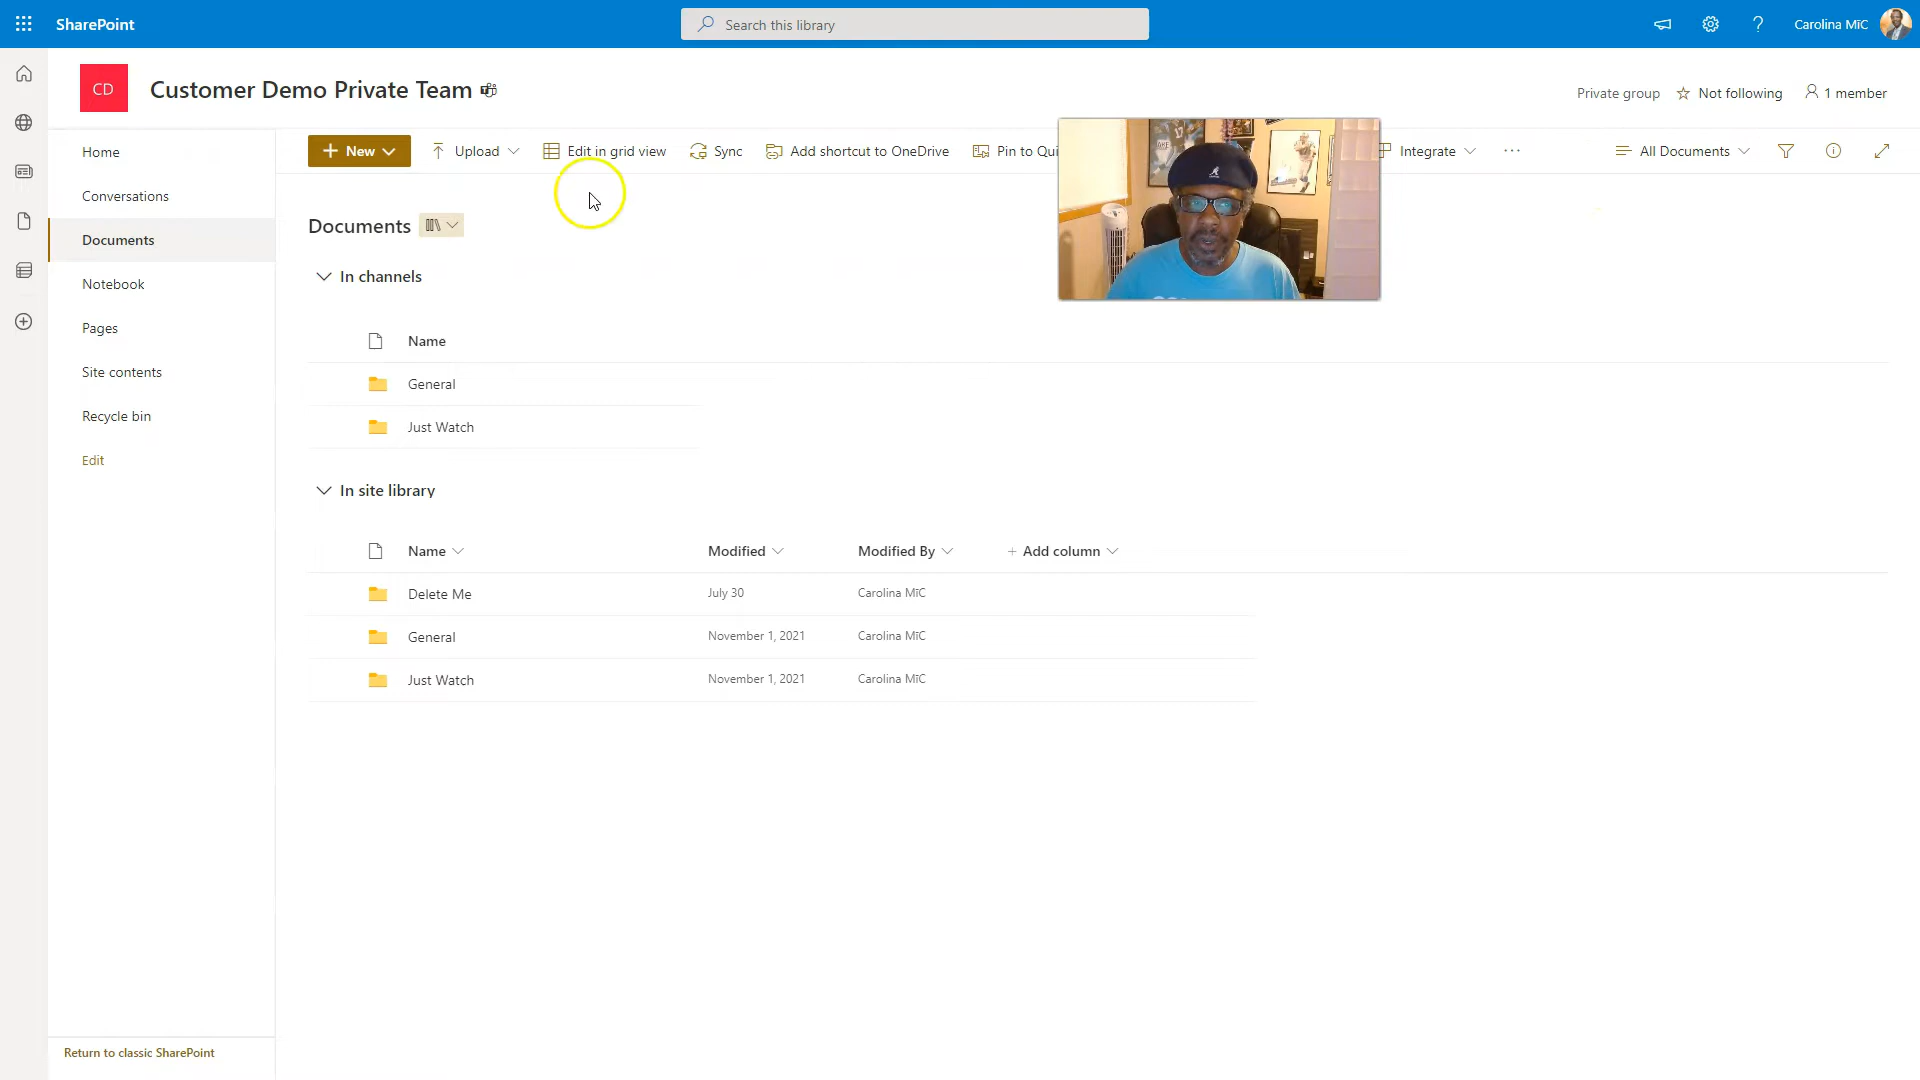 SharePoint
Search this library
Carolina MīC
CD
Customer Demo Private Team
Private group
Not following
1 member
Home
Conversations
Documents
Notebook
Pages
Site contents
Recycle bin
Edit
Return to classic SharePoint
New
Upload
Edit in grid view
Sync
Add shortcut to OneDrive
Pin to Qui
Integrate
All Documents
Documents
In channels
Name
General
Just Watch
In site library
Name Modified Modified By Add column
Delete Me July 30 Carolina MīC
General November 1, 2021 Carolina MīC
Just Watch November 1, 2021 Carolina MīC